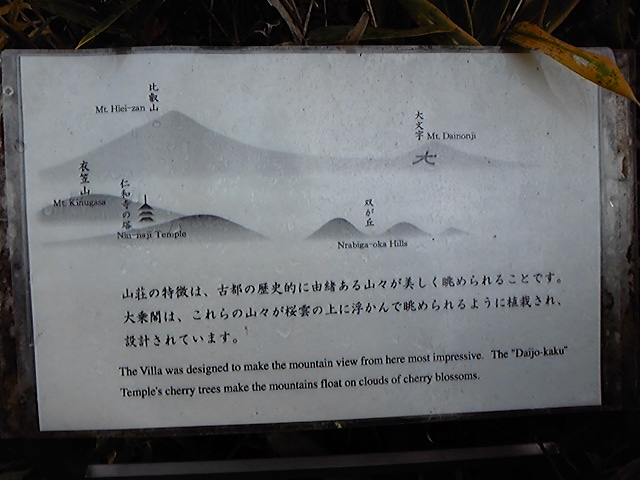 比叡山
Mt. Hiei-zan
大文字
Mt. Dainonji
大
衣笠山
Mt. Kinugasa
仁和寺の塔
Nin-naji Temple
双が丘
Nrabiga-oka Hills
山荘の特徴は、古都の歴史的に由緒ある山々が美しく眺められることです。
大乗閣は、これらの山々が桜雲の上に浮かんで眺められるように植栽され、
設計されています。
The Villa was designed to make the mountain view from here most impressive. The "Daijo-kaku"
Temple's cherry trees make the mountains float on clouds of cherry blossoms.